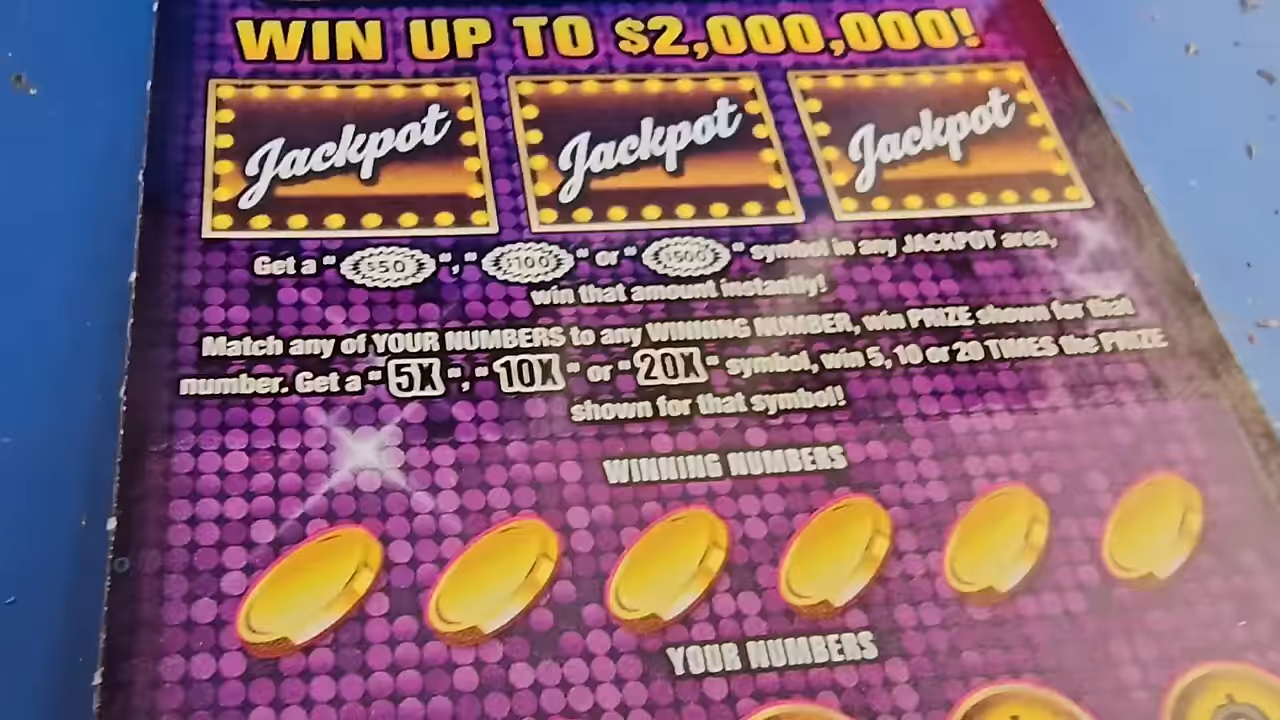 WIN UP TO $2,000,000!
Jackpot Jackpot Jackpot
Get a "$50", "$100" or "$500" symbol in any JACKPOT area,
win that amount instantly!
Match any of YOUR NUMBERS to any WINNING NUMBER, win PRIZE shown for that
number. Get a "5X", "10X" or "20X" symbol, win 5, 10 or 20 TIMES the PRIZE
shown for that symbol!
WINNING NUMBERS
YOUR NUMBERS